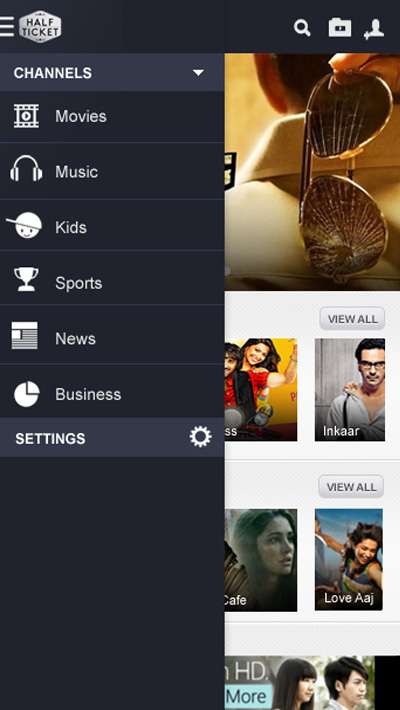 HALF
TICKET
CHANNELS
Movies
Music
Kids
Sports
News
Business
SETTINGS
VIEW ALL
ss
Inkaar
VIEW ALL
Cafe
Love Aaj
HD.
More